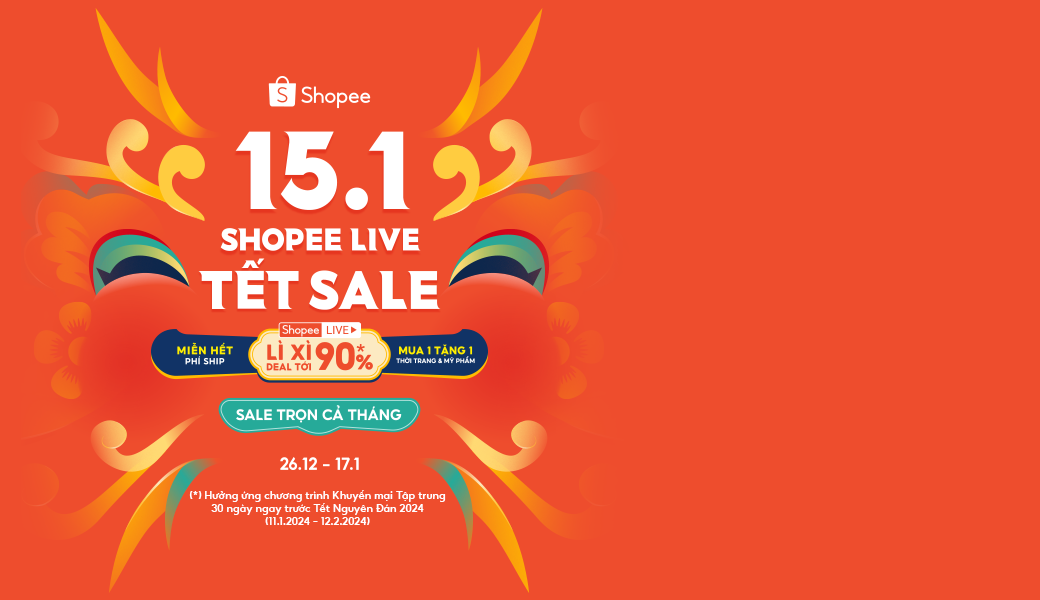 Shopee
15.1
SHOPEE LIVE
TẾT SALE
Shopee LIVE
MIỄN HẾT
PHÍ SHIP
LÌ XÌ 90%*
DEAL TỚI
MUA 1 TẶNG 1
THỜI TRANG & MỸ PHẨM
SALE TRỌN CẢ THÁNG
26.12 - 17.1
(*) Hưởng ứng chương trình Khuyến mại Tập trung
30 ngày ngay trước Tết Nguyên Đán 2024
(11.1.2024 - 12.2.2024)